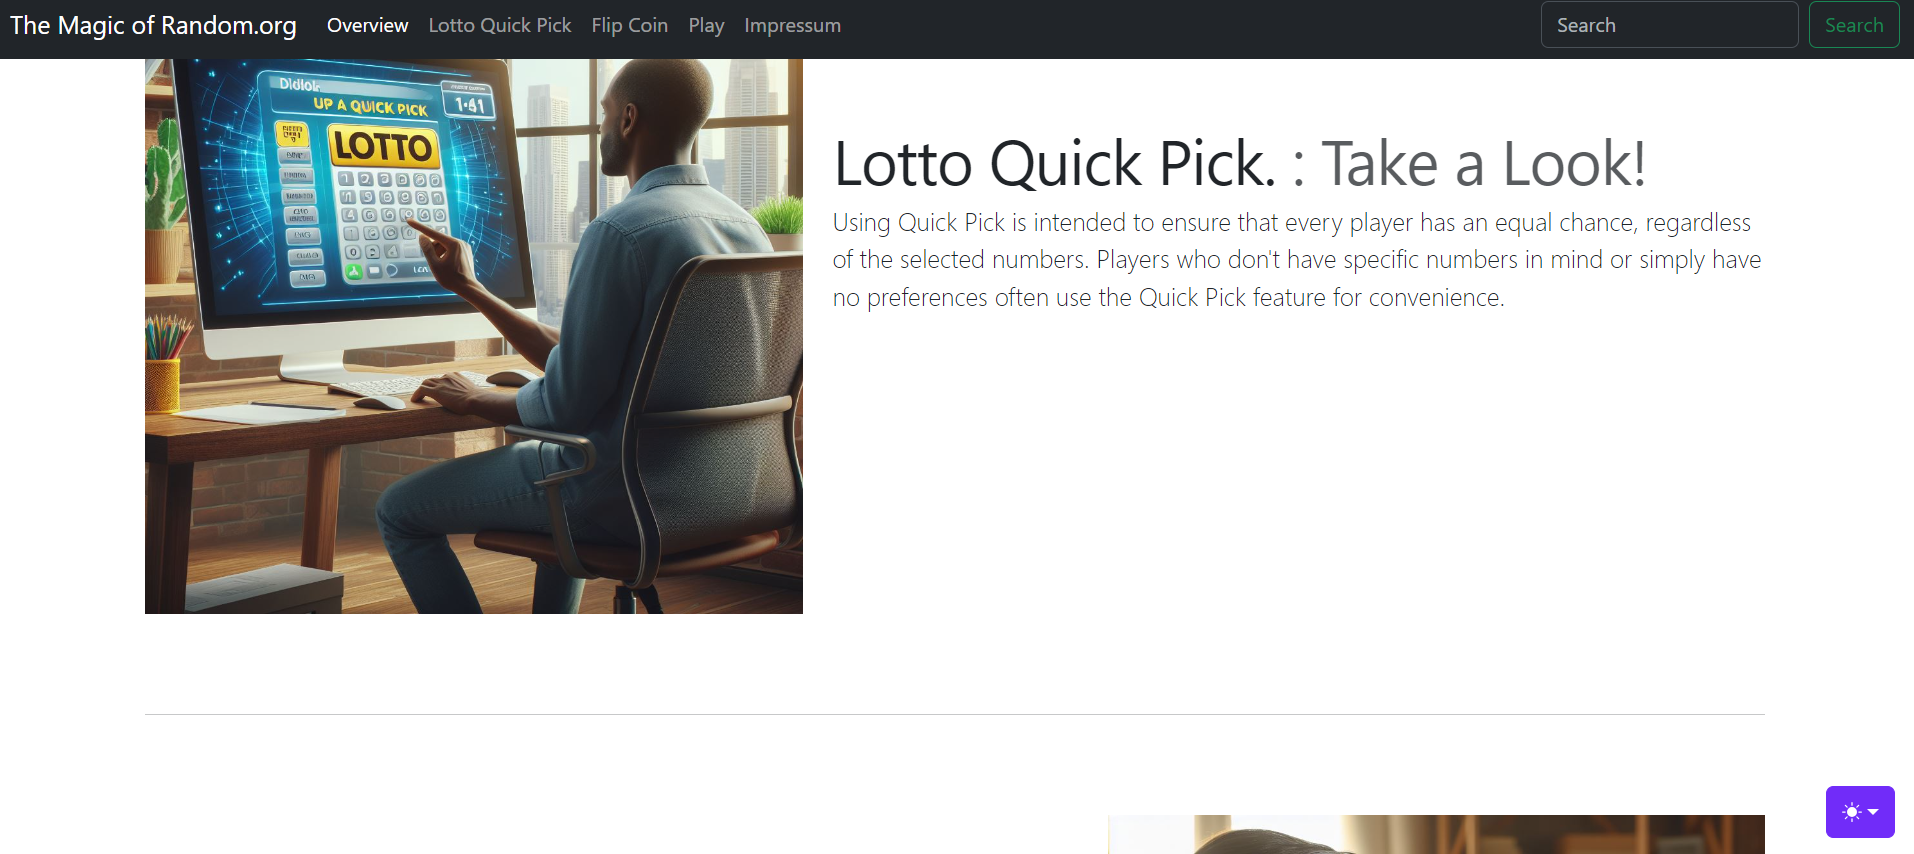 The Magic of Random.org Overview Lotto Quick Pick Flip Coin Play Impressum Search Search
UP A QUICK PICK
LOTTO
Lotto Quick Pick. : Take a Look!
Using Quick Pick is intended to ensure that every player has an equal chance, regardless
of the selected numbers. Players who don't have specific numbers in mind or simply have
no preferences often use the Quick Pick feature for convenience.